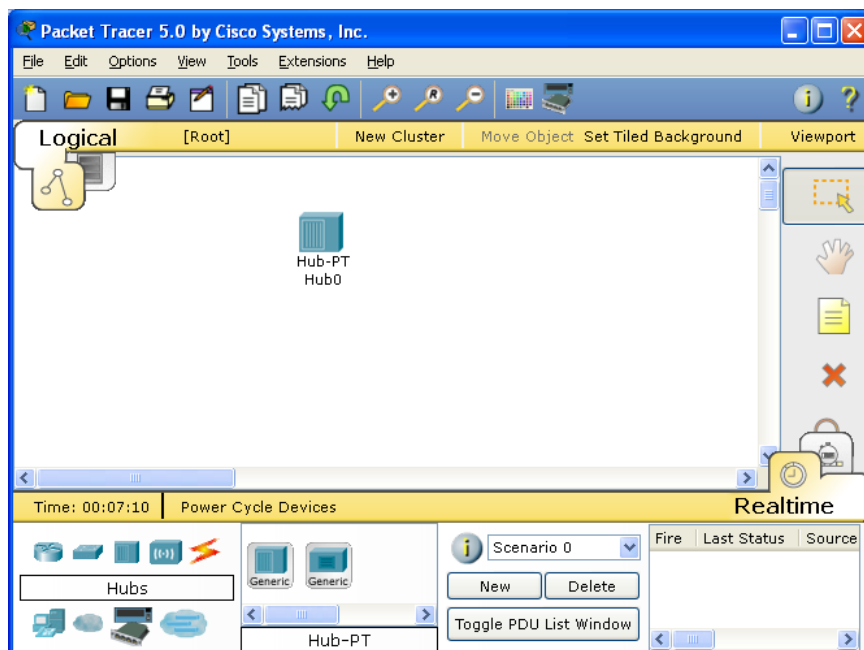 Packet Tracer 5.0 by Cisco Systems, Inc.
File Edit Options View Tools Extensions Help
Logical [Root] New Cluster Move Object Set Tiled Background Viewport
Hub-PT
Hub0
Time: 00:07:10 Power Cycle Devices Realtime
Hubs
Generic Generic
Hub-PT
Scenario 0
New Delete
Toggle PDU List Window
Fire Last Status Source